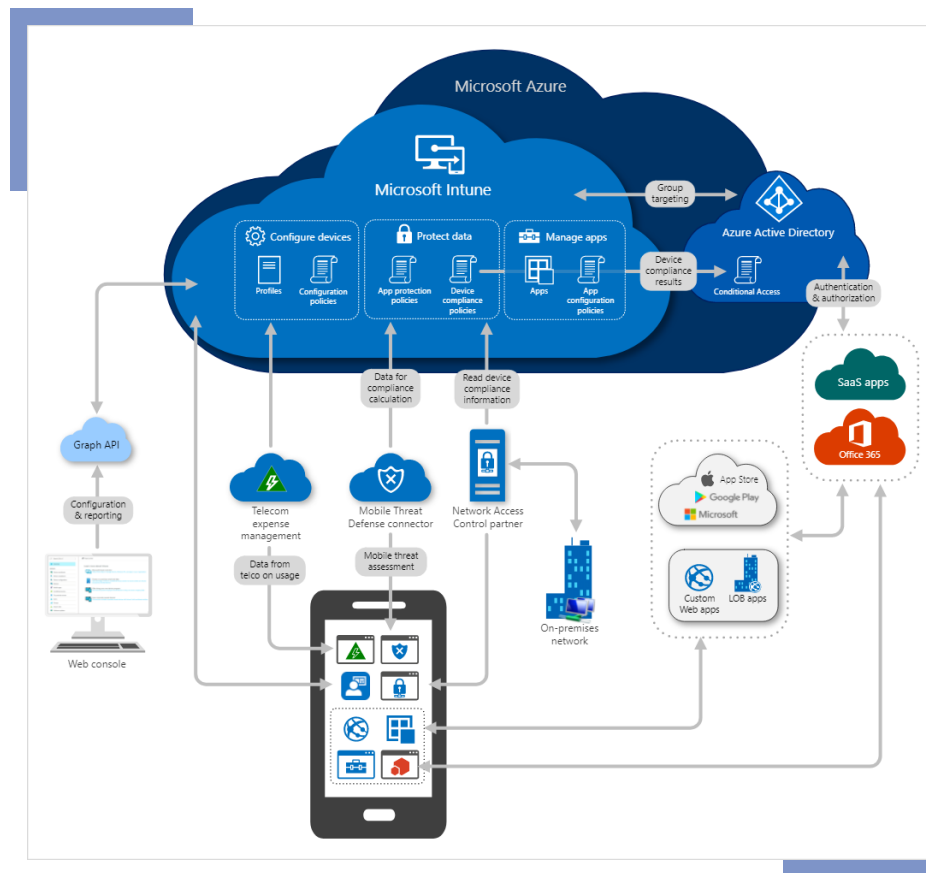 Microsoft Azure
Microsoft Intune
Group
targeting
Azure Active Directory
Configure devices
Protect data
Manage apps
Profiles
Configuration
policies
App protection
policies
Device
compliance
policies
Apps
App
configuration
policies
Device
compliance
results
Conditional Access
Authentication
& authorization
Data for
compliance
calculation
Read device
compliance
information
SaaS apps
Office 365
Graph API
Configuration
& reporting
Telecom
expense
management
Mobile Threat
Defense connector
Network Access
Control partner
App Store
Google Play
Microsoft
Data from
telco on usage
Mobile threat
assessment
Custom
Web apps
LOB apps
On-premises
network
Web console